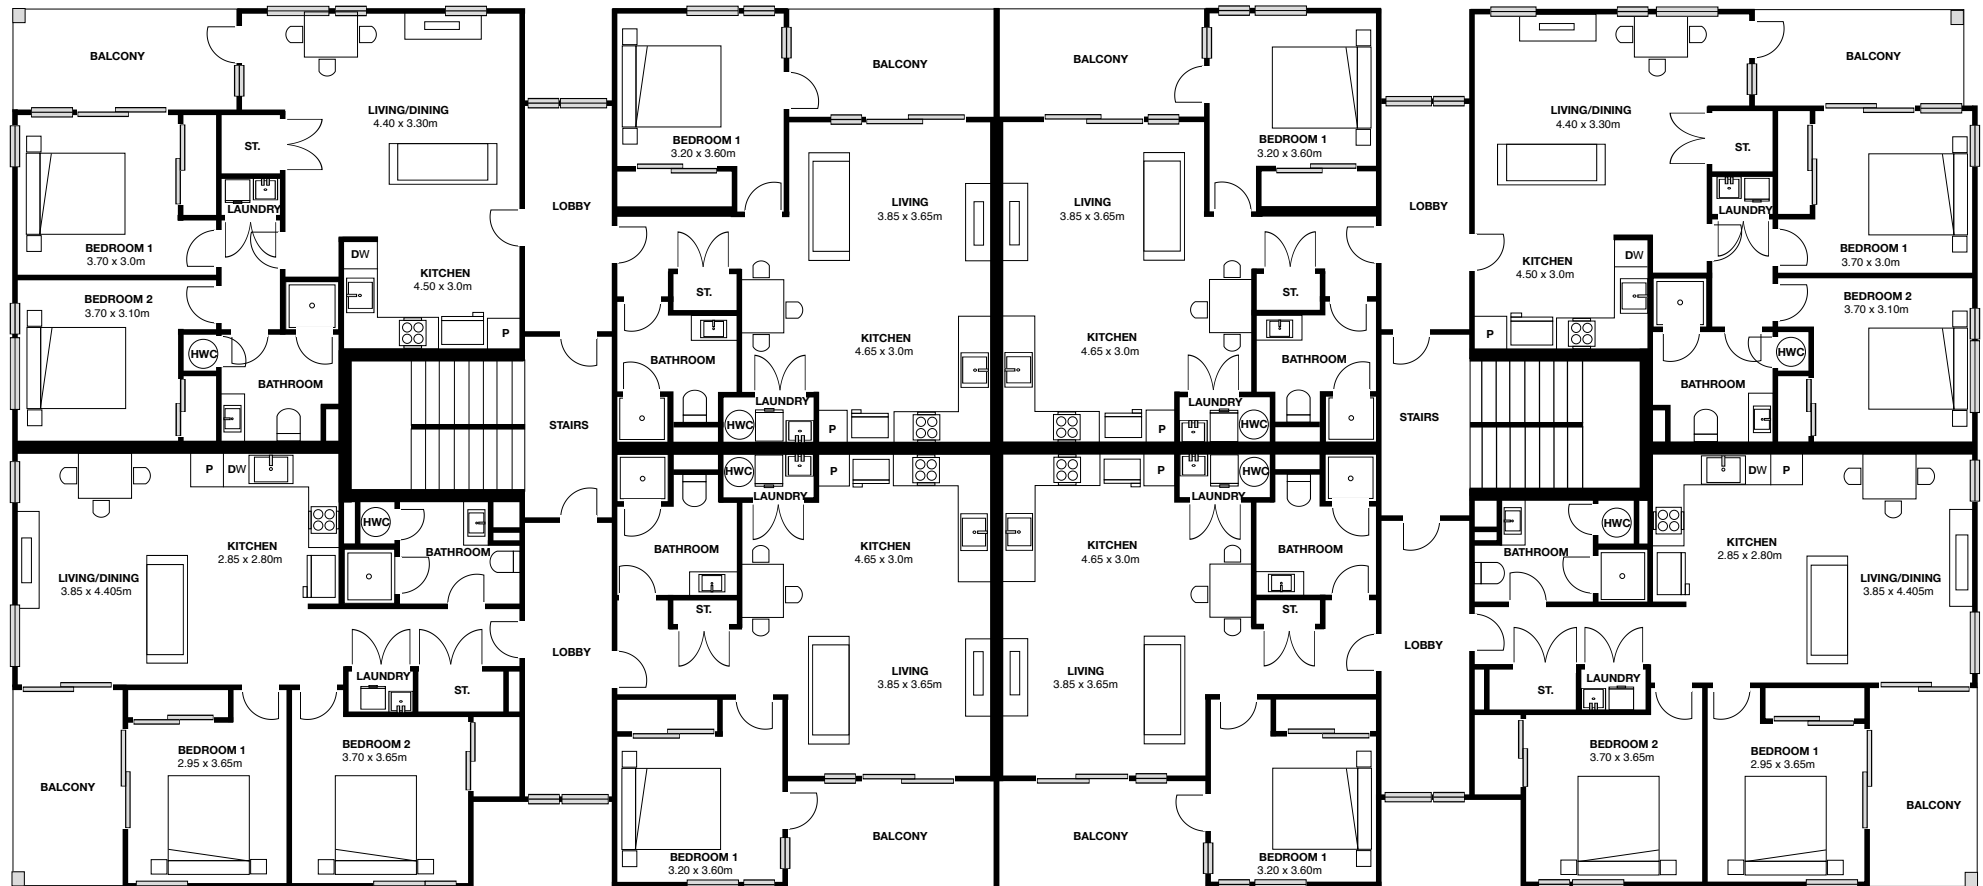 BALCONY
LIVING/DINING
4.40 x 3.30m
ST.
LAUNDRY
BEDROOM 1
3.70 x 3.0m
DW
KITCHEN
4.50 x 3.0m
P
BEDROOM 2
3.70 x 3.10m
HWC
BATHROOM
LOBBY
STAIRS
BEDROOM 1
3.20 x 3.60m
BALCONY
LIVING
3.85 x 3.65m
ST.
KITCHEN
4.65 x 3.0m
BATHROOM
LAUNDRY
HWC
P
BALCONY
BEDROOM 1
3.20 x 3.60m
LIVING
3.85 x 3.65m
ST.
KITCHEN
4.65 x 3.0m
BATHROOM
LAUNDRY
HWC
P
LOBBY
STAIRS
LIVING/DINING
4.40 x 3.30m
BALCONY
ST.
LAUNDRY
BEDROOM 1
3.70 x 3.0m
KITCHEN
4.50 x 3.0m
DW
P
BEDROOM 2
3.70 x 3.10m
HWC
BATHROOM
P
DW
HWC
KITCHEN
2.85 x 2.80m
BATHROOM
LIVING/DINING
3.85 x 4.405m
LAUNDRY
ST.
BEDROOM 1
2.95 x 3.65m
BEDROOM 2
3.70 x 3.65m
BALCONY
LOBBY
HWC
P
LAUNDRY
BATHROOM
KITCHEN
4.65 x 3.0m
ST.
LIVING
3.85 x 3.65m
BEDROOM 1
3.20 x 3.60m
BALCONY
P
HWC
LAUNDRY
KITCHEN
4.65 x 3.0m
BATHROOM
ST.
LIVING
3.85 x 3.65m
BALCONY
BEDROOM 1
3.20 x 3.60m
LOBBY
DW
P
HWC
BATHROOM
KITCHEN
2.85 x 2.80m
LIVING/DINING
3.85 x 4.405m
ST.
LAUNDRY
BEDROOM 2
3.70 x 3.65m
BEDROOM 1
2.95 x 3.65m
BALCONY